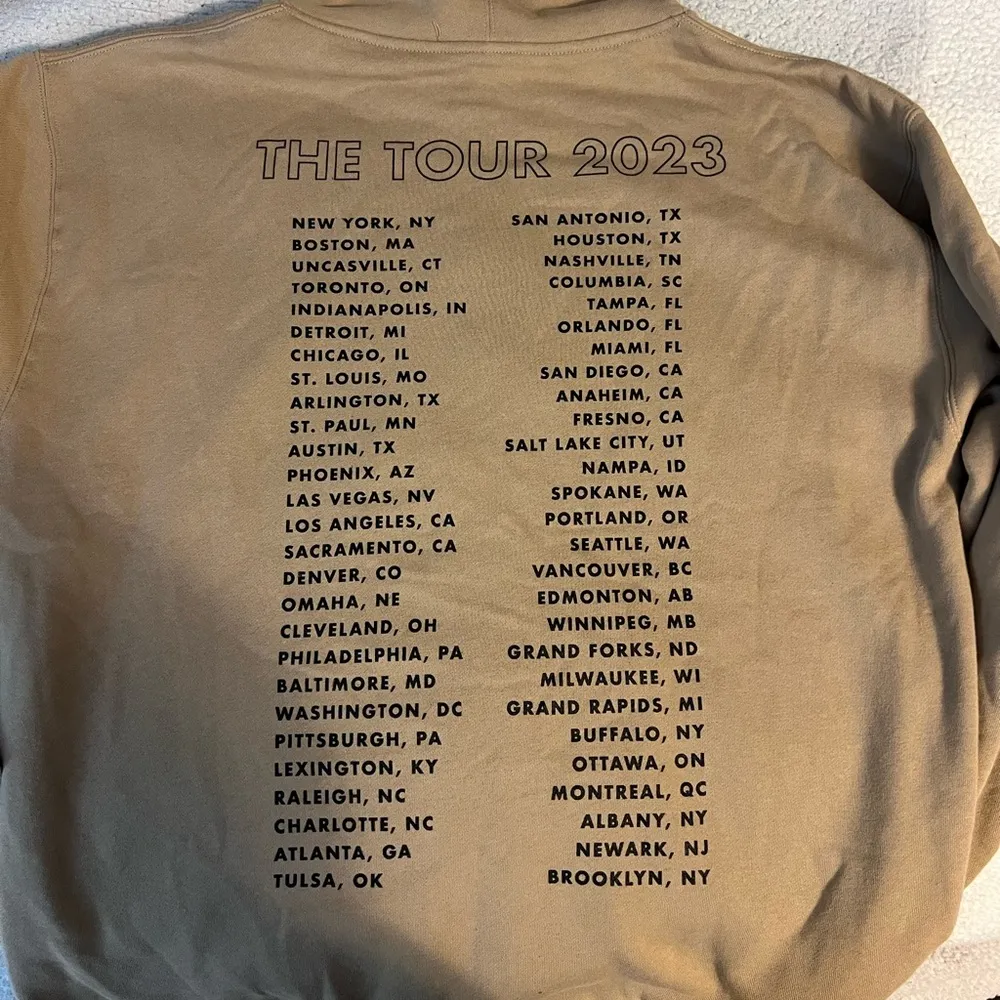 THE TOUR 2023
NEW YORK, NY
BOSTON, MA
UNCASVILLE, CT
TORONTO, ON
INDIANAPOLIS, IN
DETROIT, MI
CHICAGO, IL
ST. LOUIS, MO
ARLINGTON, TX
ST. PAUL, MN
AUSTIN, TX
PHOENIX, AZ
LAS VEGAS, NV
LOS ANGELES, CA
SACRAMENTO, CA
DENVER, CO
OMAHA, NE
CLEVELAND, OH
PHILADELPHIA, PA
BALTIMORE, MD
WASHINGTON, DC
PITTSBURGH, PA
LEXINGTON, KY
RALEIGH, NC
CHARLOTTE, NC
ATLANTA, GA
TULSA, OK
SAN ANTONIO, TX
HOUSTON, TX
NASHVILLE, TN
COLUMBIA, SC
TAMPA, FL
ORLANDO, FL
MIAMI, FL
SAN DIEGO, CA
ANAHEIM, CA
FRESNO, CA
SALT LAKE CITY, UT
NAMPA, ID
SPOKANE, WA
PORTLAND, OR
SEATTLE, WA
VANCOUVER, BC
EDMONTON, AB
WINNIPEG, MB
GRAND FORKS, ND
MILWAUKEE, WI
GRAND RAPIDS, MI
BUFFALO, NY
OTTAWA, ON
MONTREAL, QC
ALBANY, NY
NEWARK, NJ
BROOKLYN, NY